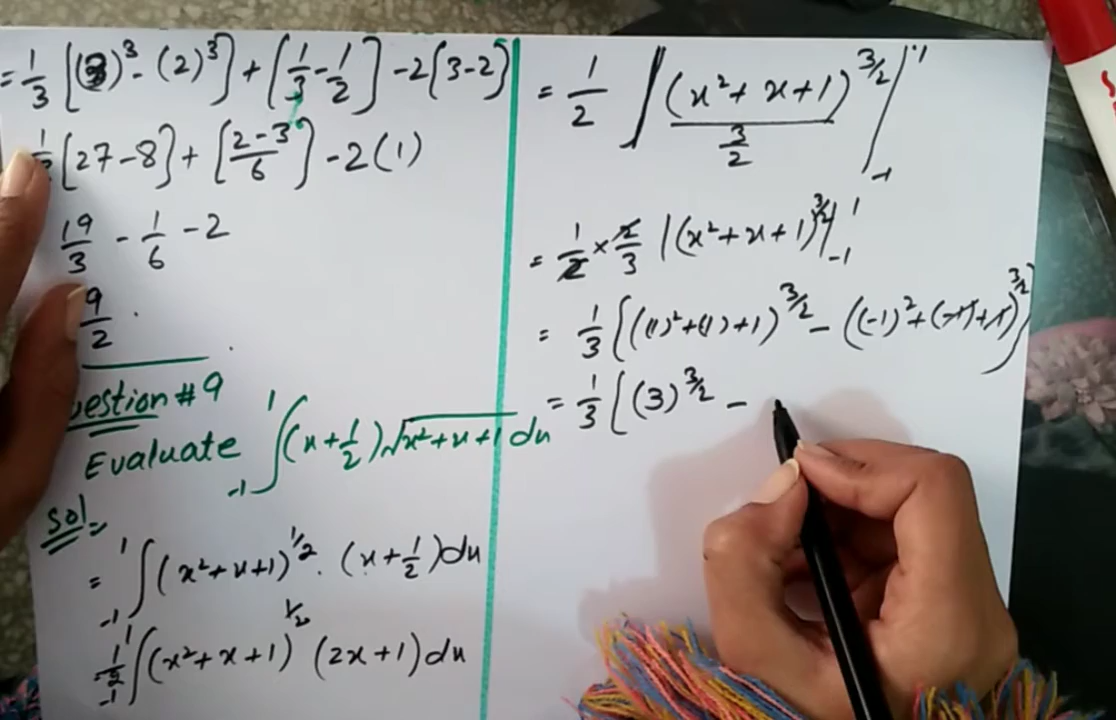 = 1/3 [(3)³ - (2)³] + [1/3 - 1/2] - 2[3-2]
[27-8] + [2-3/6] - 2(1)
19/3 - 1/6 - 2
9/2 .
uestion #9
Evaluate ∫₋₁¹ (x+1/2)√x²+x+1 dx
Sol,
= ∫₋₁¹ (x²+x+1)^1/2 . (x+1/2)dx
= 1/2 ∫₋₁¹ (x²+x+1)^1/2 (2x+1)dx
= 1/2 | (x²+x+1)^3/2 / 3/2 |₋₁¹
= 1/2 × 2/3 |(x²+x+1)^3/2|₋₁¹
= 1/3 [((1)²+(1)+1)^3/2 - ((-1)²+(-1)+1)^3/2]
= 1/3 [(3)^3/2 -